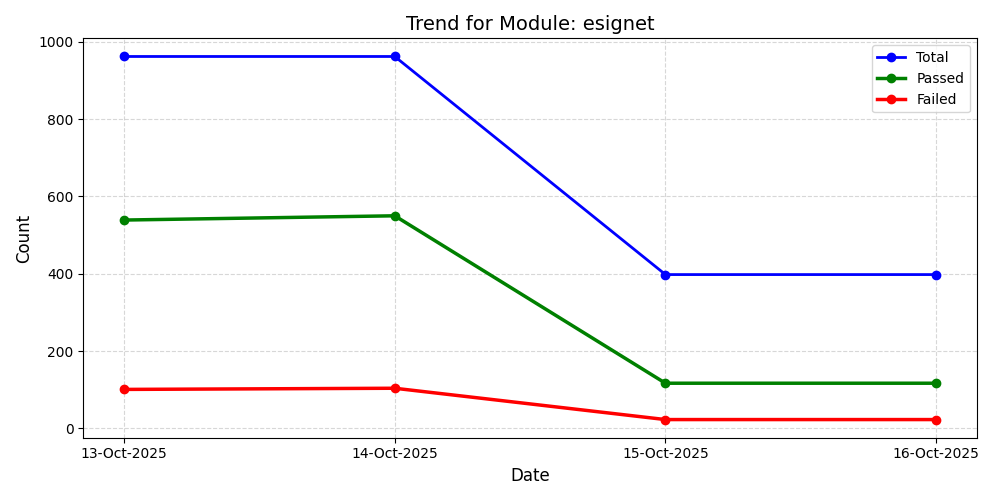 Trend for Module: esignet
Total
Passed
Failed
1000
800
600
400
200
0
Count
13-Oct-2025
14-Oct-2025
15-Oct-2025
16-Oct-2025
Date